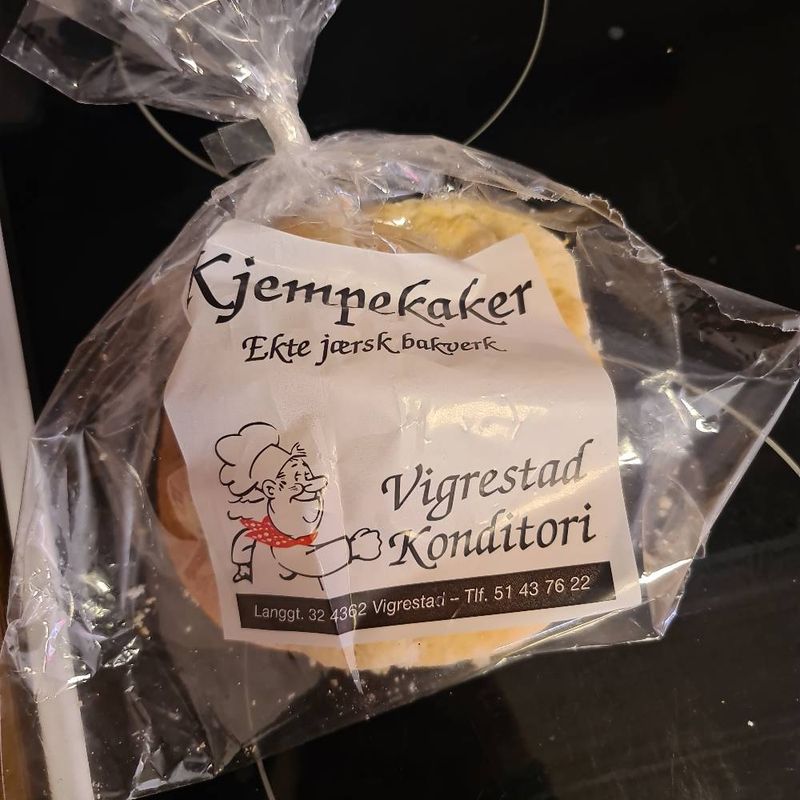 Kjempekaker
Ekte jærsk bakverk
Vigrestad
Konditori
Langgt. 32 4362 Vigrestad – Tlf. 51 43 76 22